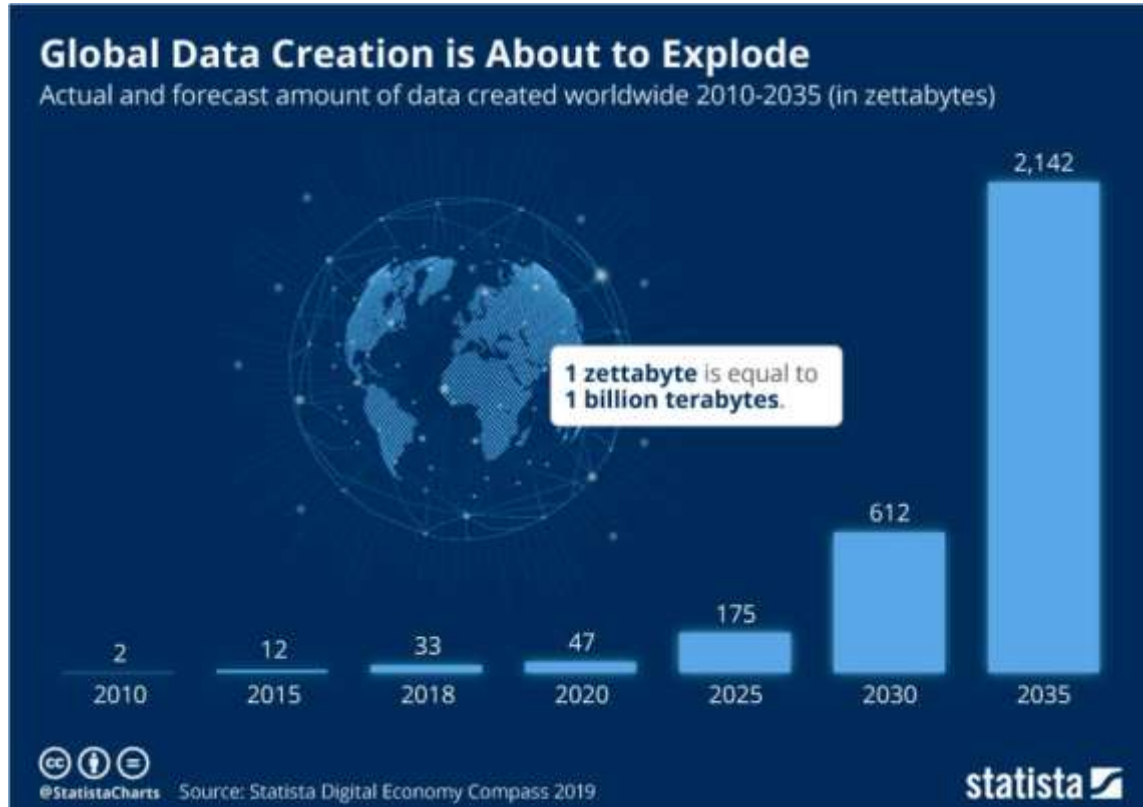 Global Data Creation is About to Explode
Actual and forecast amount of data created worldwide 2010-2035 (in zettabytes)
2,142
1 zettabyte is equal to
1 billion terabytes.
612
175
47
33
12
2
2010 2015 2018 2020 2025 2030 2035
cc
@StatistaCharts Source: Statista Digital Economy Compass 2019
statista